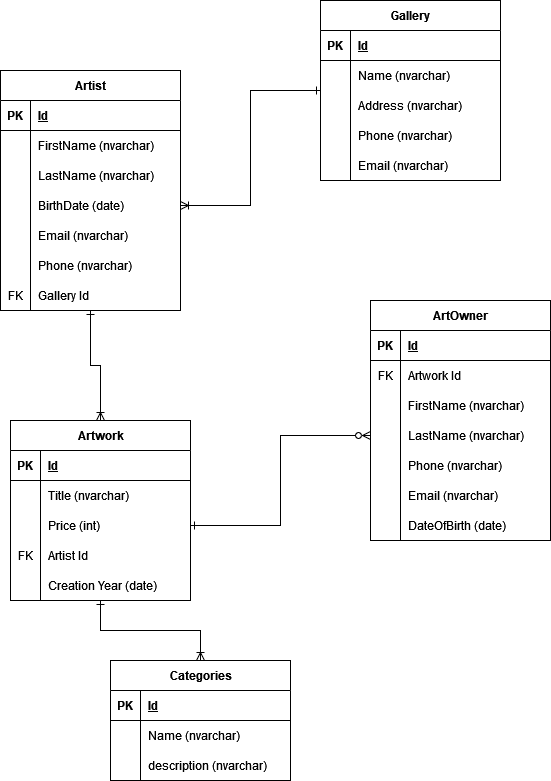 Gallery
PK Id
Name (nvarchar)
Address (nvarchar)
Phone (nvarchar)
Email (nvarchar)
Artist
PK Id
FirstName (nvarchar)
LastName (nvarchar)
BirthDate (date)
Email (nvarchar)
Phone (nvarchar)
FK Gallery Id
ArtOwner
PK Id
FK Artwork Id
FirstName (nvarchar)
LastName (nvarchar)
Phone (nvarchar)
Email (nvarchar)
DateOfBirth (date)
Artwork
PK Id
Title (nvarchar)
Price (int)
FK Artist Id
Creation Year (date)
Categories
PK Id
Name (nvarchar)
description (nvarchar)